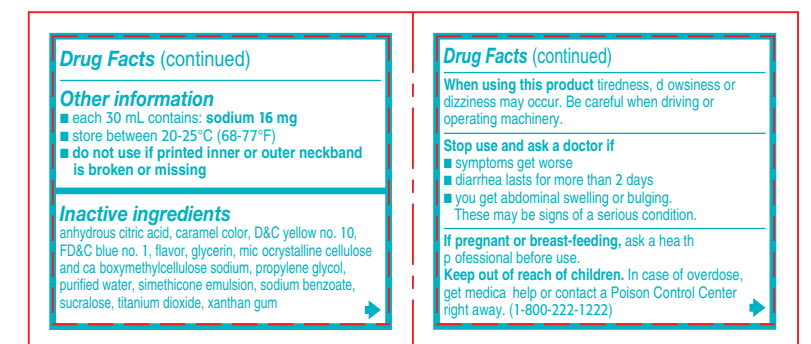 Drug Facts (continued)
Other information
■ each 30 mL contains: sodium 16 mg
■ store between 20-25°C (68-77°F)
■ do not use if printed inner or outer neckband
is broken or missing
Inactive ingredients
anhydrous citric acid, caramel color, D&C yellow no. 10,
FD&C blue no. 1, flavor, glycerin, mic ocrystalline cellulose
and ca boxymethylcellulose sodium, propylene glycol,
purified water, simethicone emulsion, sodium benzoate,
sucralose, titanium dioxide, xanthan gum
Drug Facts (continued)
When using this product tiredness, d owsiness or
dizziness may occur. Be careful when driving or
operating machinery.
Stop use and ask a doctor if
■ symptoms get worse
■ diarrhea lasts for more than 2 days
■ you get abdominal swelling or bulging.
These may be signs of a serious condition.
If pregnant or breast-feeding, ask a hea th
p ofessional before use.
Keep out of reach of children. In case of overdose,
get medica help or contact a Poison Control Center
right away. (1-800-222-1222)